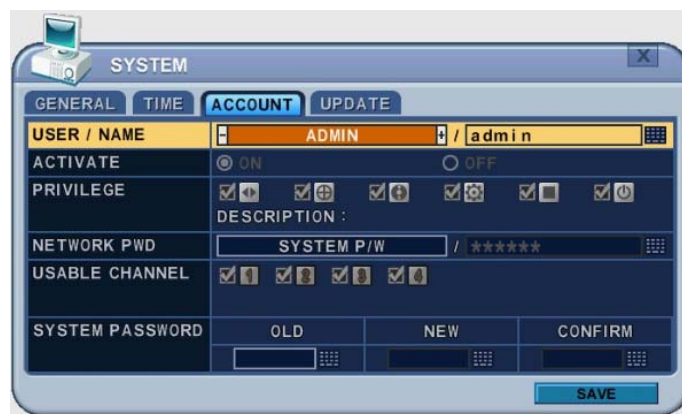 SYSTEM X
GENERAL TIME ACCOUNT UPDATE
USER / NAME - ADMIN + / admin
ACTIVATE ON OFF
PRIVILEGE
DESCRIPTION :
NETWORK PWD SYSTEM P/W / ******
USABLE CHANNEL 1 2 3 4
SYSTEM PASSWORD OLD NEW CONFIRM
SAVE